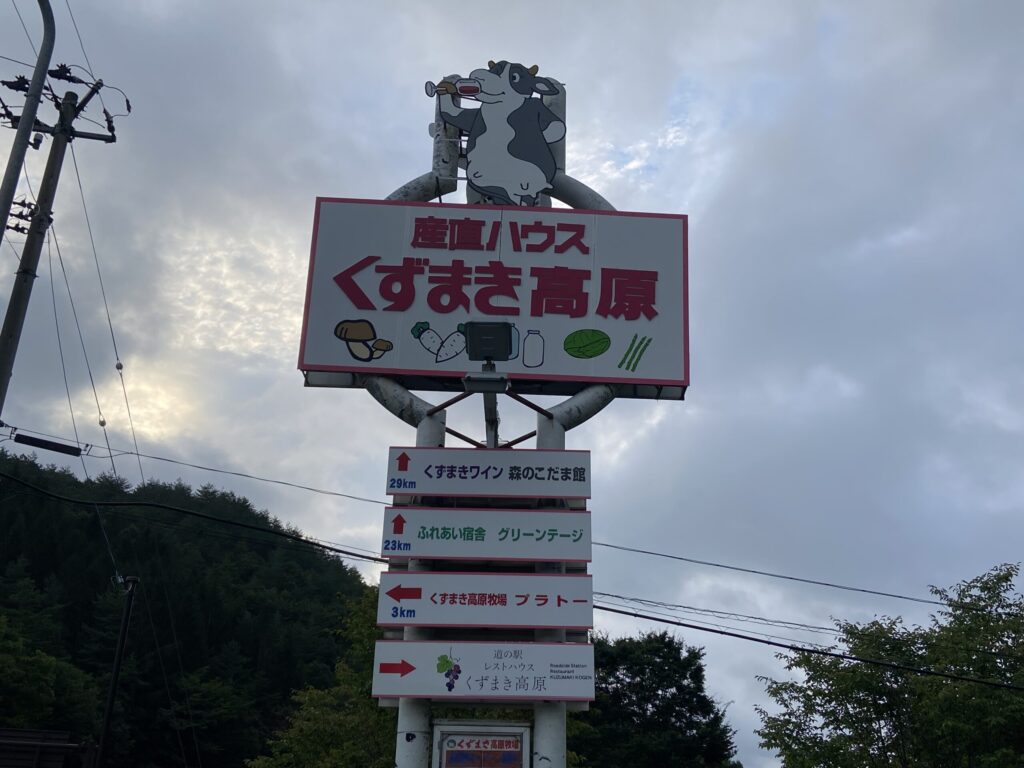 産直ハウス
くずまき高原
くずまきワイン 森のこだま館
29km
ふれあい宿舎 グリーンテージ
23km
くずまき高原牧場 プラトー
3km
道の駅
レストハウス
くずまき高原
Roadside Station
Restaurant
KUZUMAKI KOGEN
くずまき高原牧場